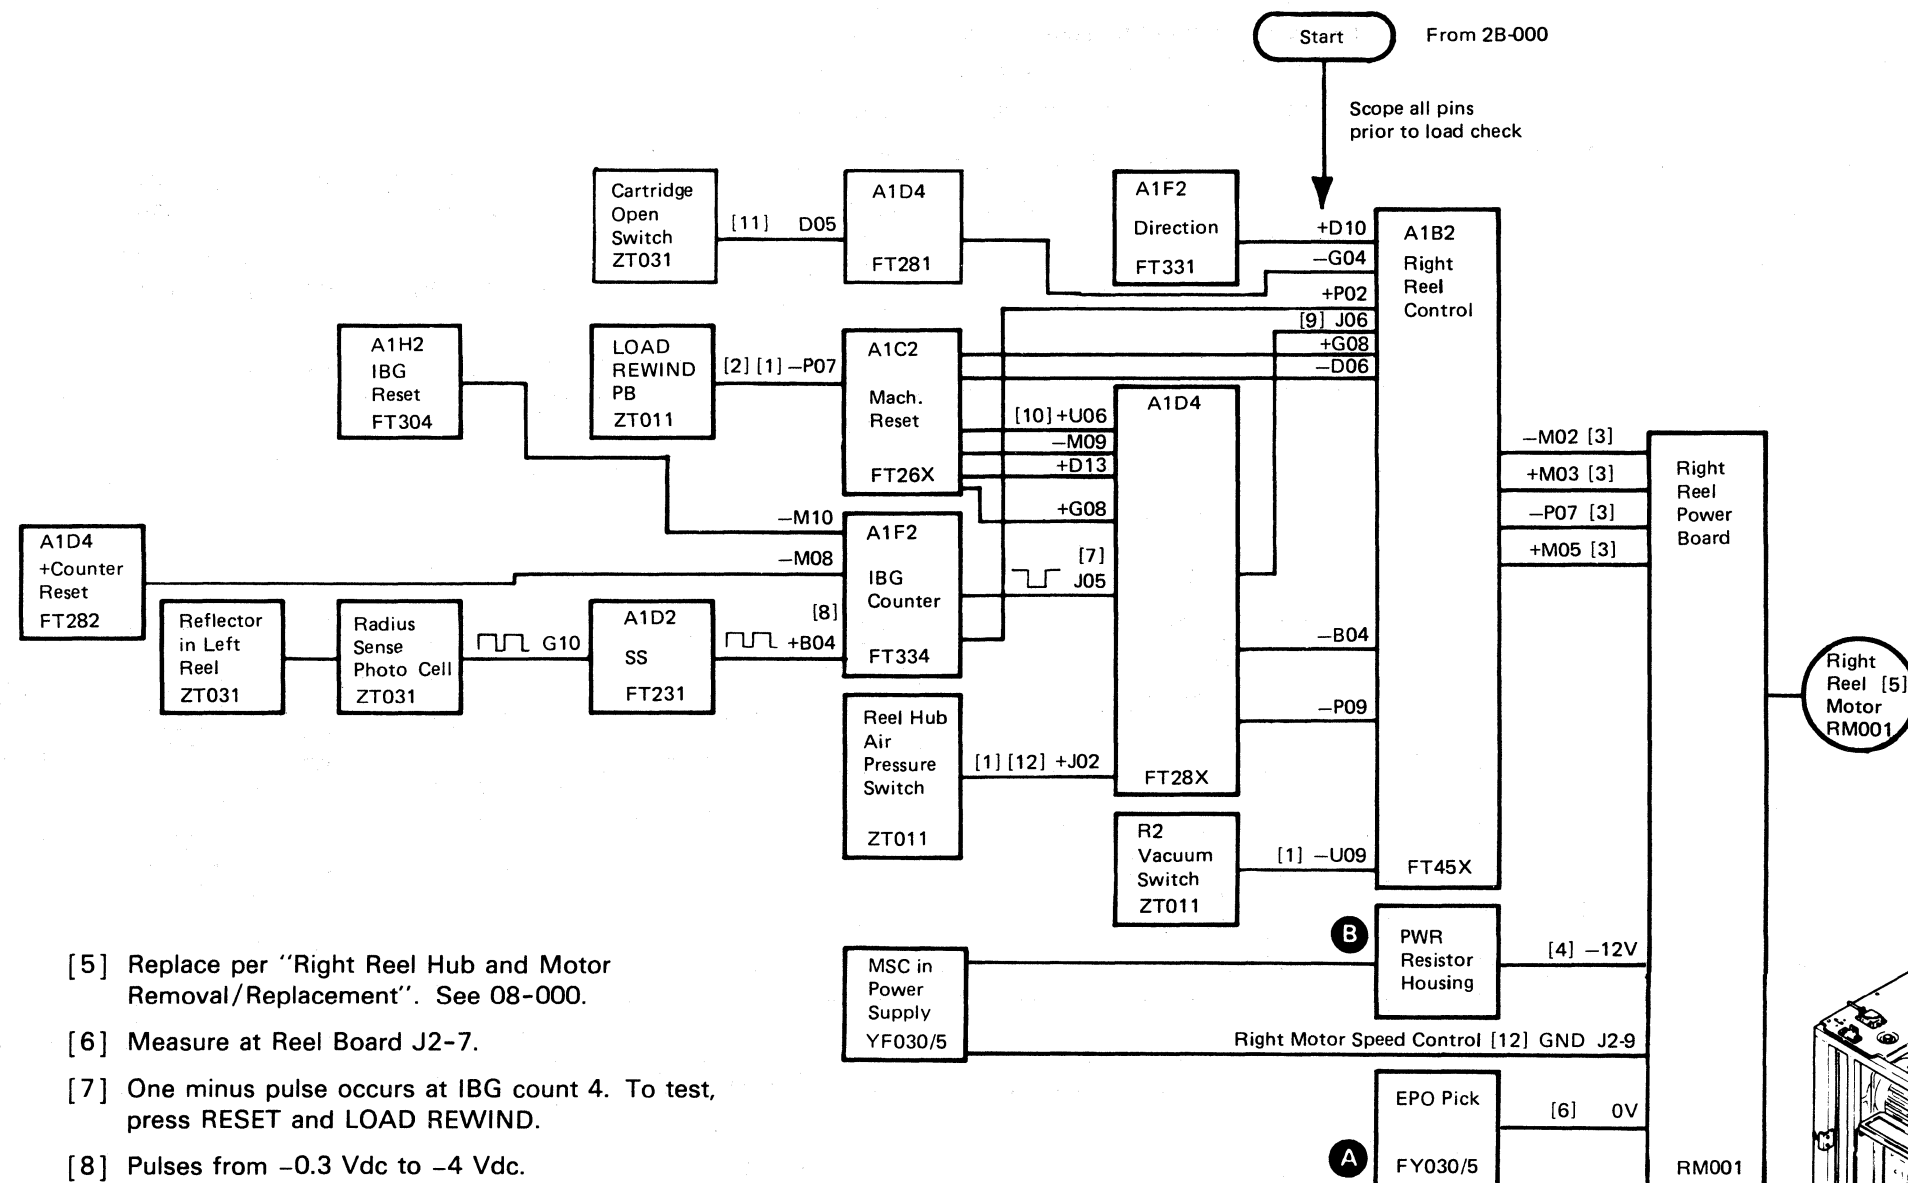 Start
From 2B-000
Scope all pins
prior to load check
Cartridge
Open
Switch
ZT031
[11] D05
A1D4
FT281
A1F2
Direction
FT331
+D10
−G04
+P02
[9] J06
+G08
−D06
A1B2
Right
Reel
Control
FT45X
A1H2
IBG
Reset
FT304
LOAD
REWIND
PB
ZT011
[2] [1] −P07
A1C2
Mach.
Reset
FT26X
[10] +U06
−M09
+D13
+G08
[7]
J05
A1D4
FT28X
−M02 [3]
+M03 [3]
−P07 [3]
+M05 [3]
Right
Reel
Power
Board
RM001
A1D4
+Counter
Reset
FT282
−M10
−M08
[8]
+B04
A1F2
IBG
Counter
FT334
Reflector
in Left
Reel
ZT031
Radius
Sense
Photo Cell
ZT031
G10
A1D2
SS
FT231
−B04
−P09
Right
Reel [5]
Motor
RM001
Reel Hub
Air
Pressure
Switch
ZT011
[1] [12] +J02
R2
Vacuum
Switch
ZT011
[1] −U09
B
PWR
Resistor
Housing
[4] −12V
MSC in
Power
Supply
YF030/5
Right Motor Speed Control [12] GND J2-9
A
EPO Pick
FY030/5
[6] 0V
[5] Replace per "Right Reel Hub and Motor
Removal/Replacement". See 08-000.
[6] Measure at Reel Board J2-7.
[7] One minus pulse occurs at IBG count 4. To test,
press RESET and LOAD REWIND.
[8] Pulses from −0.3 Vdc to −4 Vdc.